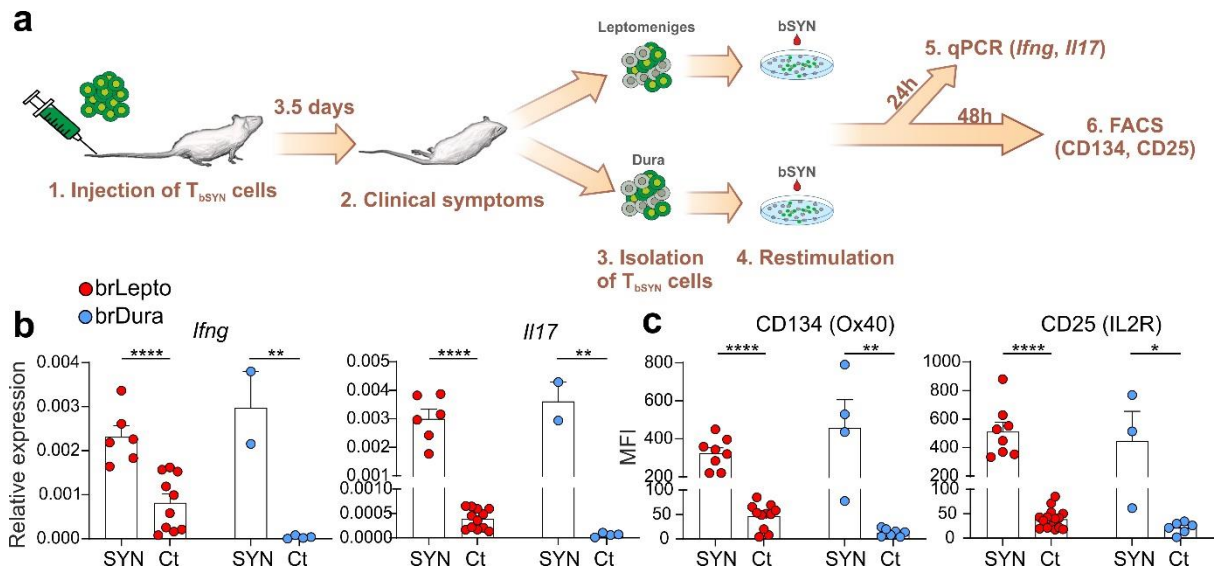 a
Leptomeniges
bSYN
5. qPCR (Ifng, Il17)
3.5 days
24h
48h
6. FACS
(CD134, CD25)
Dura
bSYN
1. Injection of TbSYN cells
2. Clinical symptoms
3. Isolation
of TbSYN cells
4. Restimulation
brLepto
brDura
b
Ifng
Il17
c
CD134 (Ox40)
CD25 (IL2R)
Relative expression
0.004
0.003
0.002
0.001
0.000
****
**
SYN Ct SYN Ct
0.005
0.004
0.003
0.002
0.001
0.0010
0.0005
0.0000
****
**
SYN Ct SYN Ct
MFI
800
600
400
200
100
50
0
****
**
SYN Ct SYN Ct
1000
800
600
400
200
100
50
0
****
*
SYN Ct SYN Ct